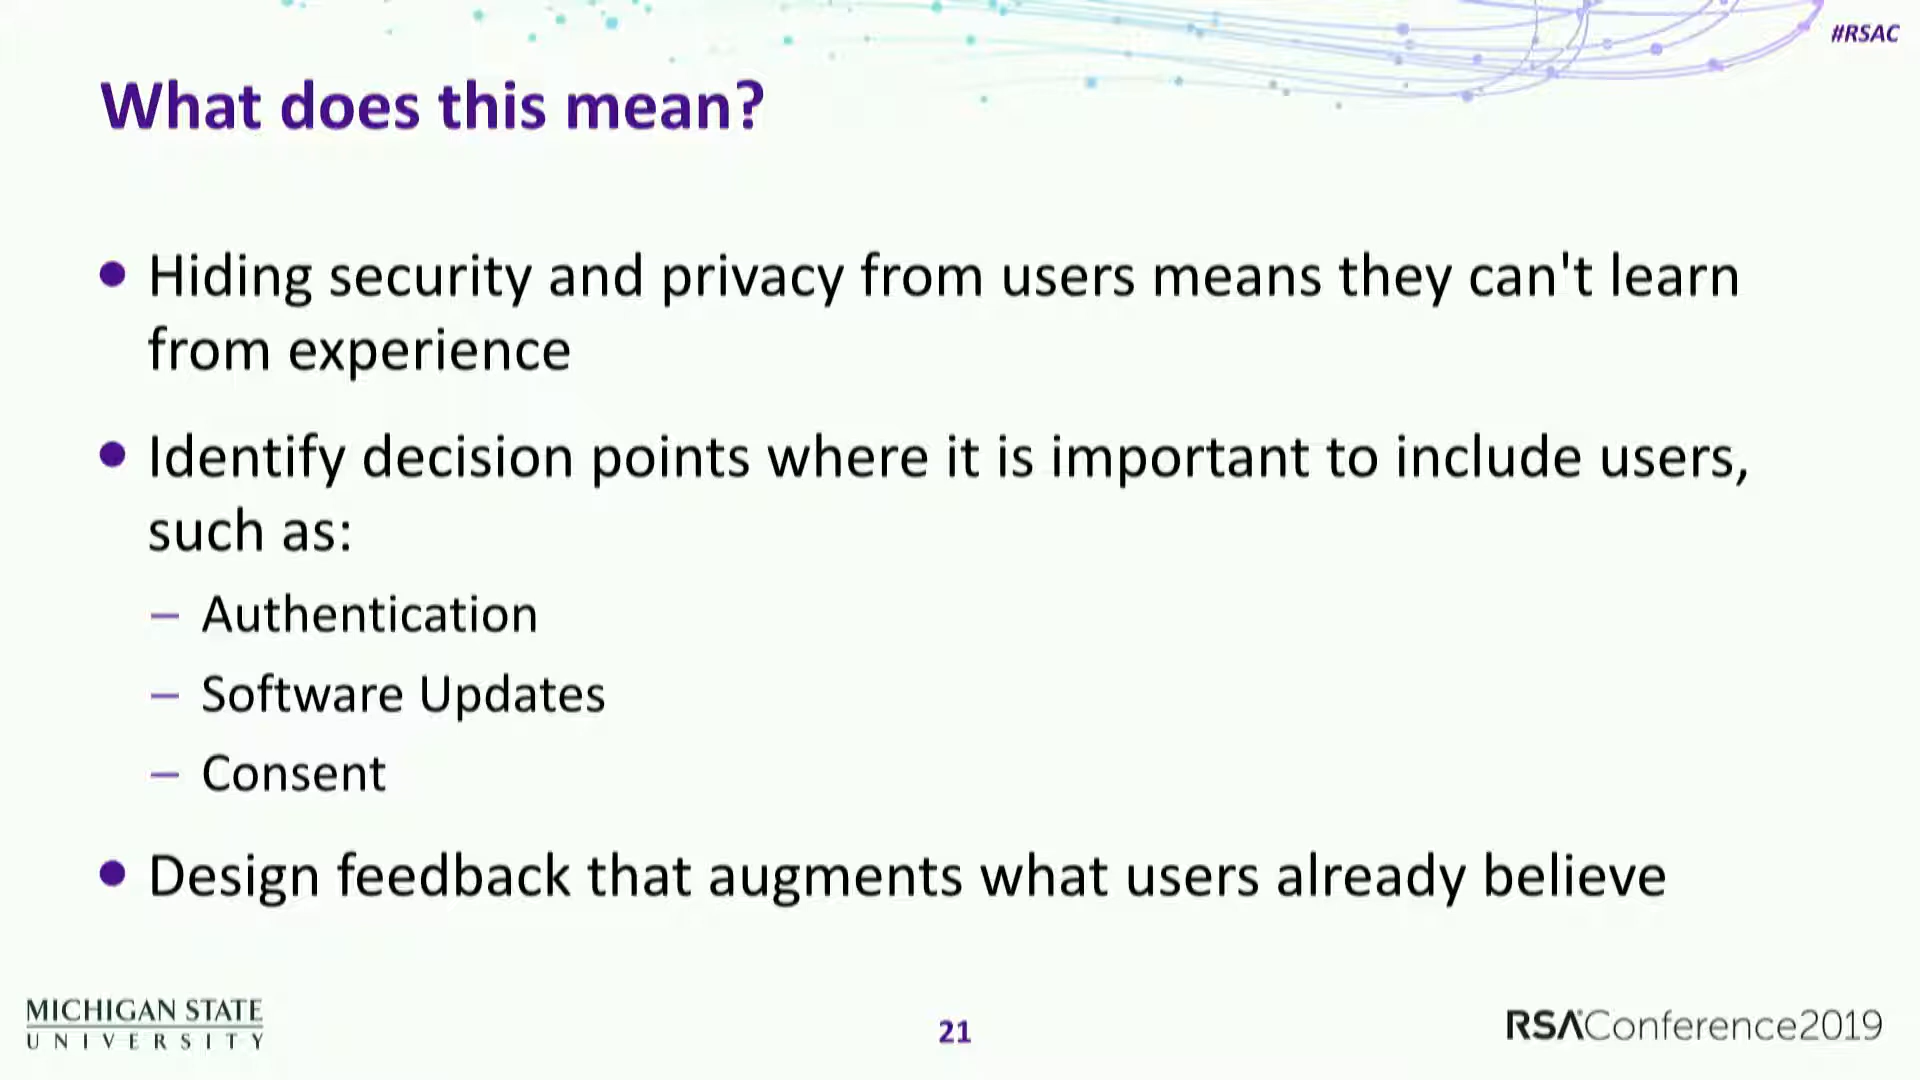 #RSAC
What does this mean?
• Hiding security and privacy from users means they can't learn
from experience
• Identify decision points where it is important to include users,
such as:
– Authentication
– Software Updates
– Consent
• Design feedback that augments what users already believe
MICHIGAN STATE
UNIVERSITY
21
RSAConference2019